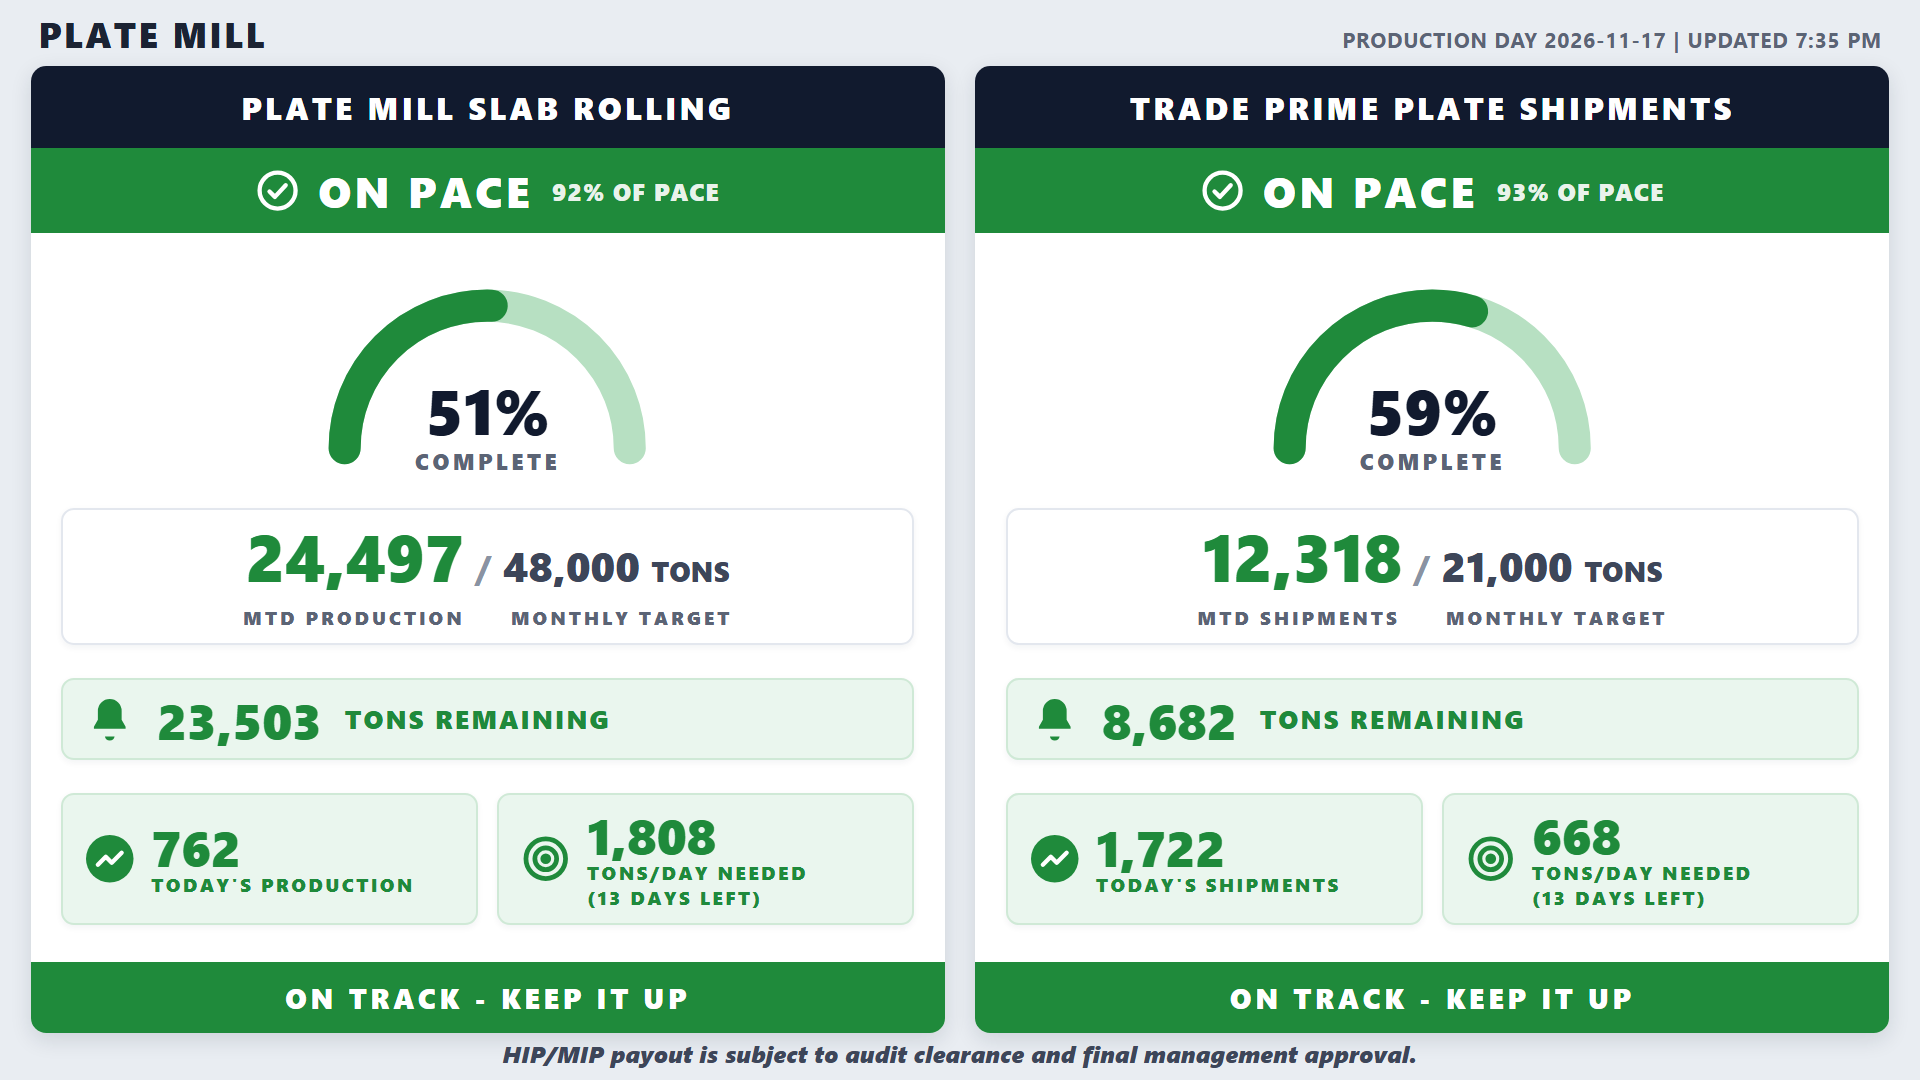 PLATE MILL
PRODUCTION DAY 2026-11-17 | UPDATED 7:35 PM
PLATE MILL SLAB ROLLING
ON PACE 92% OF PACE
51%
COMPLETE
24,497 / 48,000 TONS
MTD PRODUCTION MONTHLY TARGET
23,503 TONS REMAINING
762
TODAY'S PRODUCTION
1,808
TONS/DAY NEEDED
(13 DAYS LEFT)
ON TRACK - KEEP IT UP
TRADE PRIME PLATE SHIPMENTS
ON PACE 93% OF PACE
59%
COMPLETE
12,318 / 21,000 TONS
MTD SHIPMENTS MONTHLY TARGET
8,682 TONS REMAINING
1,722
TODAY'S SHIPMENTS
668
TONS/DAY NEEDED
(13 DAYS LEFT)
ON TRACK - KEEP IT UP
HIP/MIP payout is subject to audit clearance and final management approval.